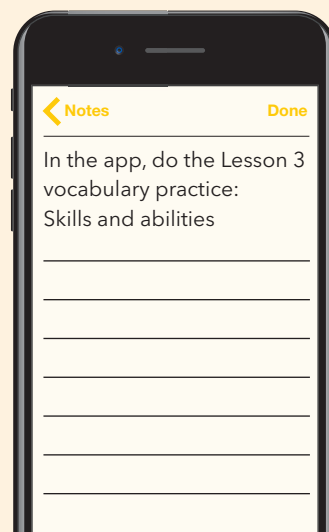 Notes
Done
In the app, do the Lesson 3
vocabulary practice:
Skills and abilities